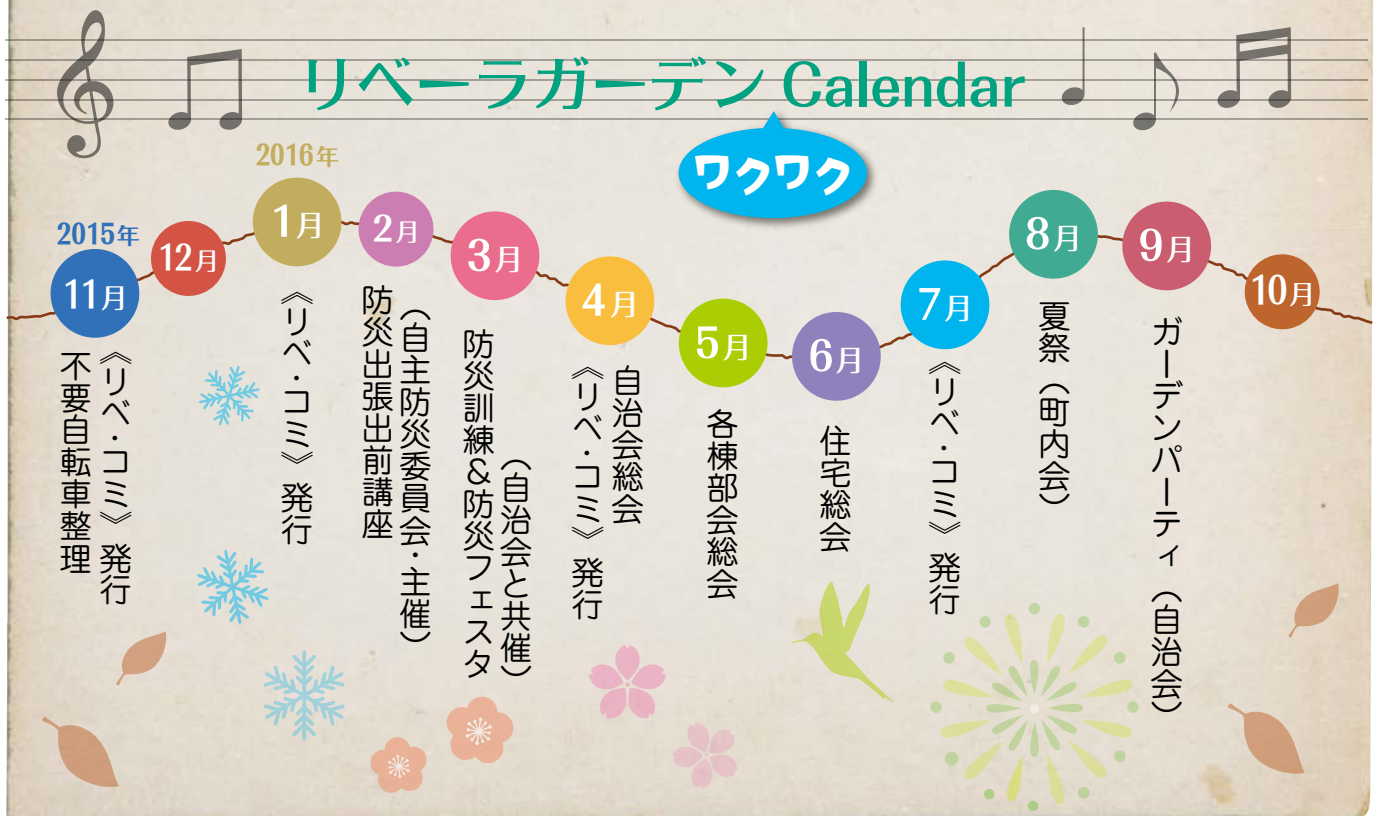 リベーラガーデン Calendar
ワクワク
2015年
11月
《リベ・コミ》発行
不要自転車整理
12月
2016年
1月
《リベ・コミ》発行
2月
（自主防災委員会・主催）
防災出張出前講座
3月
（自治会と共催）
防災訓練&防災フェスタ
4月
自治会総会
《リベ・コミ》発行
5月
各棟部会総会
6月
住宅総会
7月
《リベ・コミ》発行
8月
夏祭（町内会）
9月
ガーデンパーティ（自治会）
10月